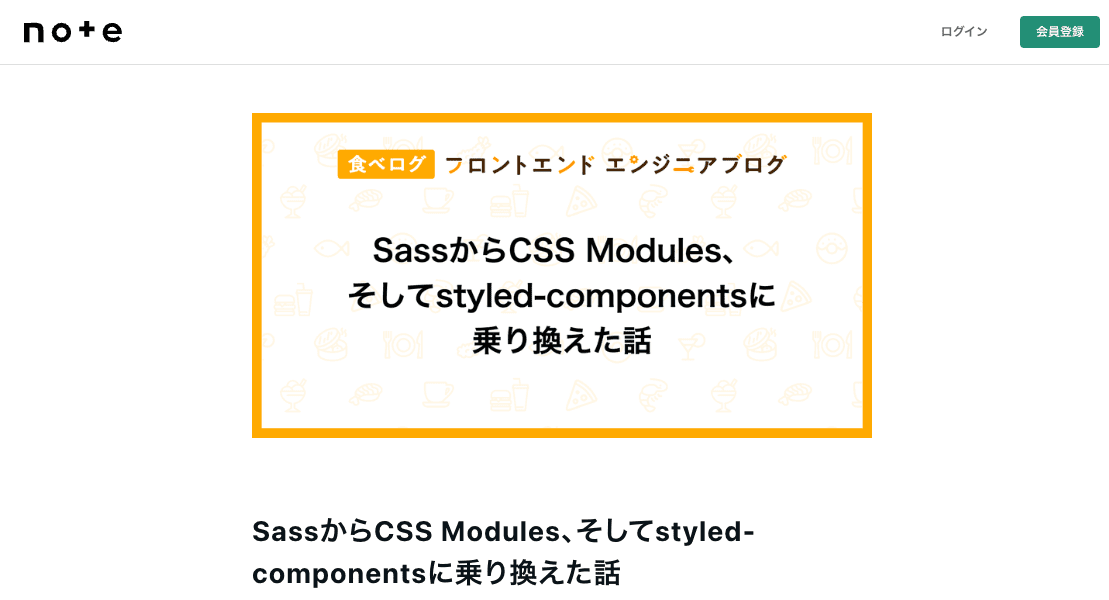 note
ログイン
会員登録
食べログ フロントエンド エンジニアブログ
SassからCSS Modules、
そしてstyled-componentsに
乗り換えた話
SassからCSS Modules、そしてstyled-
componentsに乗り換えた話